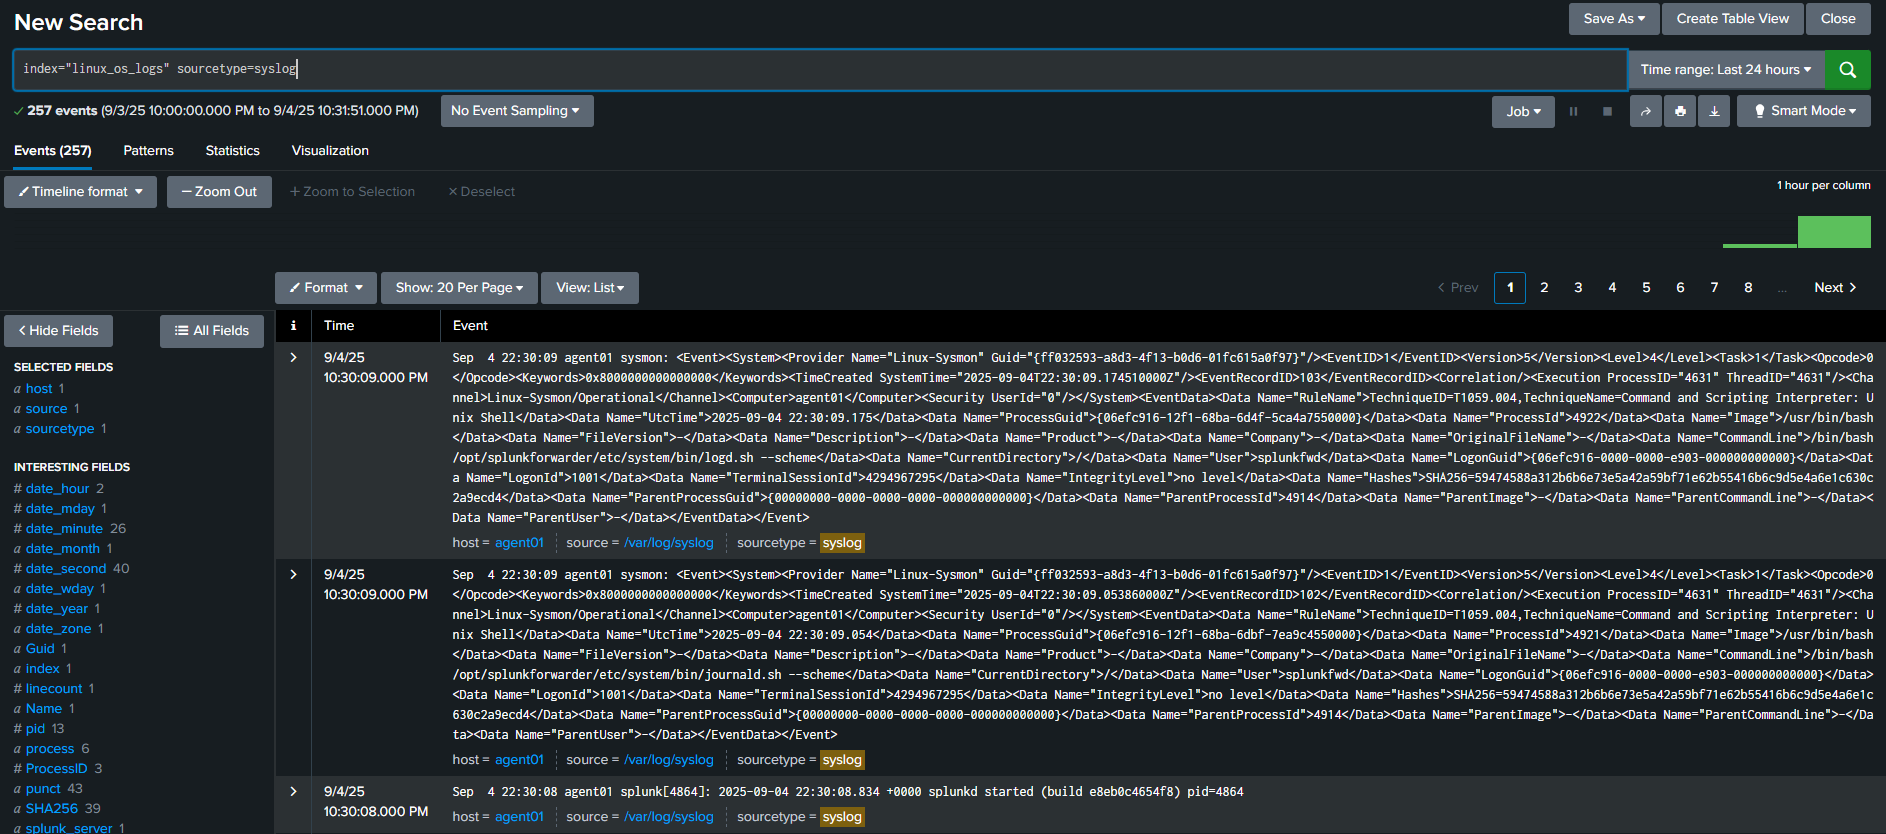 New Search
Save As
Create Table View
Close
index="linux_os_logs" sourcetype=syslog
Time range: Last 24 hours
257 events (9/3/25 10:00:00.000 PM to 9/4/25 10:31:51.000 PM)
No Event Sampling
Job
Smart Mode
Events (257)
Patterns
Statistics
Visualization
Timeline format
— Zoom Out
+ Zoom to Selection
× Deselect
1 hour per column
Format
Show: 20 Per Page
View: List
< Prev
1
2
3
4
5
6
7
8
...
Next >
< Hide Fields
All Fields
i
Time
Event
SELECTED FIELDS
a host 1
a source 1
a sourcetype 1
INTERESTING FIELDS
# date_hour 2
# date_mday 1
# date_minute 26
a date_month 1
# date_second 40
a date_wday 1
# date_year 1
a date_zone 1
a Guid 1
a index 1
# linecount 1
a Name 1
# pid 13
a process 6
# ProcessID 3
a punct 43
a SHA256 39
a splunk_server 1
9/4/25
10:30:09.000 PM
Sep  4 22:30:09 agent01 sysmon: <Event><System><Provider Name="Linux-Sysmon" Guid="{ff032593-a8d3-4f13-b0d6-01fc615a0f97}"/><EventID>1</EventID><Version>5</Version><Level>4</Level><Task>1</Task><Opcode>0
</Opcode><Keywords>0x8000000000000000</Keywords><TimeCreated SystemTime="2025-09-04T22:30:09.174510000Z"/><EventRecordID>103</EventRecordID><Correlation/><Execution ProcessID="4631" ThreadID="4631"/><Cha
nnel>Linux-Sysmon/Operational</Channel><Computer>agent01</Computer><Security UserId="0"/></System><EventData><Data Name="RuleName">TechniqueID=T1059.004,TechniqueName=Command and Scripting Interpreter: U
nix Shell</Data><Data Name="UtcTime">2025-09-04 22:30:09.175</Data><Data Name="ProcessGuid">{06efc916-12f1-68ba-6d4f-5ca4a7550000}</Data><Data Name="ProcessId">4922</Data><Data Name="Image">/usr/bin/bash
</Data><Data Name="FileVersion">-</Data><Data Name="Description">-</Data><Data Name="Product">-</Data><Data Name="Company">-</Data><Data Name="OriginalFileName">-</Data><Data Name="CommandLine">/bin/bash
/opt/splunkforwarder/etc/system/bin/logd.sh --scheme</Data><Data Name="CurrentDirectory">/</Data><Data Name="User">splunkfwd</Data><Data Name="LogonGuid">{06efc916-0000-0000-e903-000000000000}</Data><Dat
a Name="LogonId">1001</Data><Data Name="TerminalSessionId">4294967295</Data><Data Name="IntegrityLevel">no level</Data><Data Name="Hashes">SHA256=59474588a312b6b6e73e5a42a59bf71e62b55416b6c9d5e4a6e1c630c
2a9ecd4</Data><Data Name="ParentProcessGuid">{00000000-0000-0000-0000-000000000000}</Data><Data Name="ParentProcessId">4914</Data><Data Name="ParentImage">-</Data><Data Name="ParentCommandLine">-</Data><
Data Name="ParentUser">-</Data></EventData></Event>
host = agent01 source = /var/log/syslog sourcetype = syslog
9/4/25
10:30:09.000 PM
Sep  4 22:30:09 agent01 sysmon: <Event><System><Provider Name="Linux-Sysmon" Guid="{ff032593-a8d3-4f13-b0d6-01fc615a0f97}"/><EventID>1</EventID><Version>5</Version><Level>4</Level><Task>1</Task><Opcode>0
</Opcode><Keywords>0x8000000000000000</Keywords><TimeCreated SystemTime="2025-09-04T22:30:09.053860000Z"/><EventRecordID>102</EventRecordID><Correlation/><Execution ProcessID="4631" ThreadID="4631"/><Cha
nnel>Linux-Sysmon/Operational</Channel><Computer>agent01</Computer><Security UserId="0"/></System><EventData><Data Name="RuleName">TechniqueID=T1059.004,TechniqueName=Command and Scripting Interpreter: U
nix Shell</Data><Data Name="UtcTime">2025-09-04 22:30:09.054</Data><Data Name="ProcessGuid">{06efc916-12f1-68ba-6dbf-7ea9c4550000}</Data><Data Name="ProcessId">4921</Data><Data Name="Image">/usr/bin/bash
</Data><Data Name="FileVersion">-</Data><Data Name="Description">-</Data><Data Name="Product">-</Data><Data Name="Company">-</Data><Data Name="OriginalFileName">-</Data><Data Name="CommandLine">/bin/bash
/opt/splunkforwarder/etc/system/bin/journald.sh --scheme</Data><Data Name="CurrentDirectory">/</Data><Data Name="User">splunkfwd</Data><Data Name="LogonGuid">{06efc916-0000-0000-e903-000000000000}</Data>
<Data Name="LogonId">1001</Data><Data Name="TerminalSessionId">4294967295</Data><Data Name="IntegrityLevel">no level</Data><Data Name="Hashes">SHA256=59474588a312b6b6e73e5a42a59bf71e62b55416b6c9d5e4a6e1c
630c2a9ecd4</Data><Data Name="ParentProcessGuid">{00000000-0000-0000-0000-000000000000}</Data><Data Name="ParentProcessId">4914</Data><Data Name="ParentImage">-</Data><Data Name="ParentCommandLine">-</Da
ta><Data Name="ParentUser">-</Data></EventData></Event>
host = agent01 source = /var/log/syslog sourcetype = syslog
9/4/25
10:30:08.000 PM
Sep  4 22:30:08 agent01 splunk[4864]: 2025-09-04 22:30:08.834 +0000 splunkd started (build e8eb0c4654f8) pid=4864
host = agent01 source = /var/log/syslog sourcetype = syslog